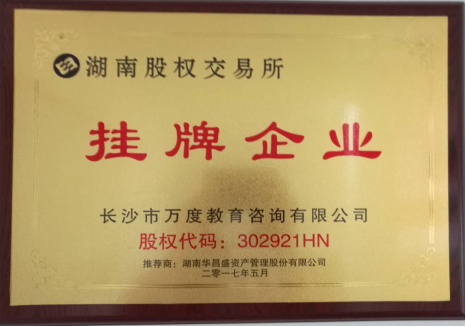 湖南股权交易所
挂牌企业
长沙市万度教育咨询有限公司
股权代码：302921HN
推荐商：湖南华昌盛资产管理股份有限公司
二零一七年五月